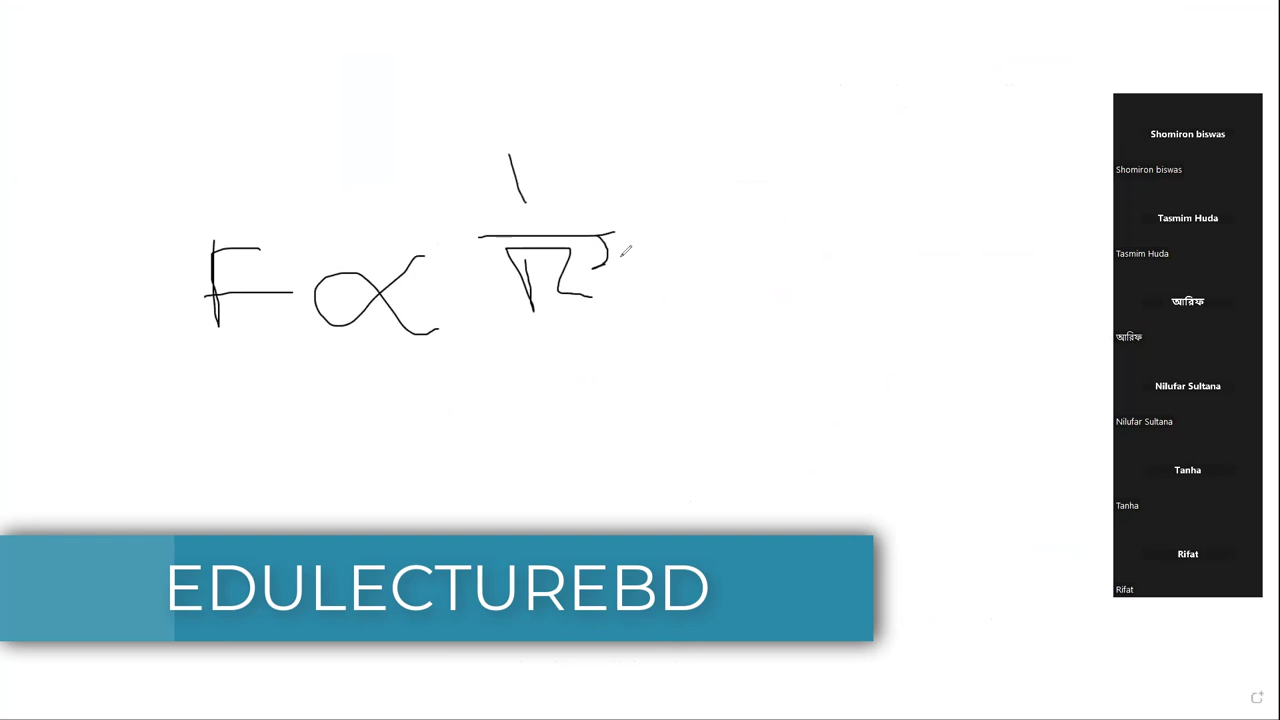 F ∝ 1/R²
Shomiron biswas
Shomiron biswas
Tasmim Huda
Tasmim Huda
আরিফ
আরিফ
Nilufar Sultana
Nilufar Sultana
Tanha
Tanha
Rifat
Rifat
EDULECTUREBD